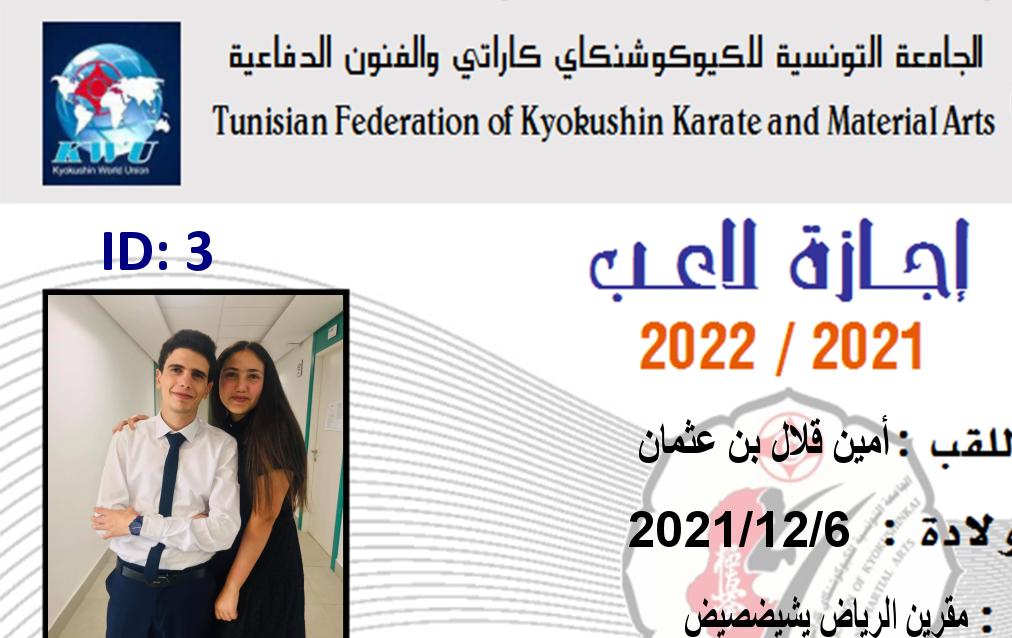 الجامعة التونسية للكيوكوشنكاي كاراتي والفنون الدفاعية
Tunisian Federation of Kyokushin Karate and Material Arts
KWU
Kyokushin World Union
ID: 3
إجازة لاعب
2022 / 2021
للقب : أمين قلال بن عثمان
ولادة : 2021/12/6
: مقرين الرياض يشيضصيض